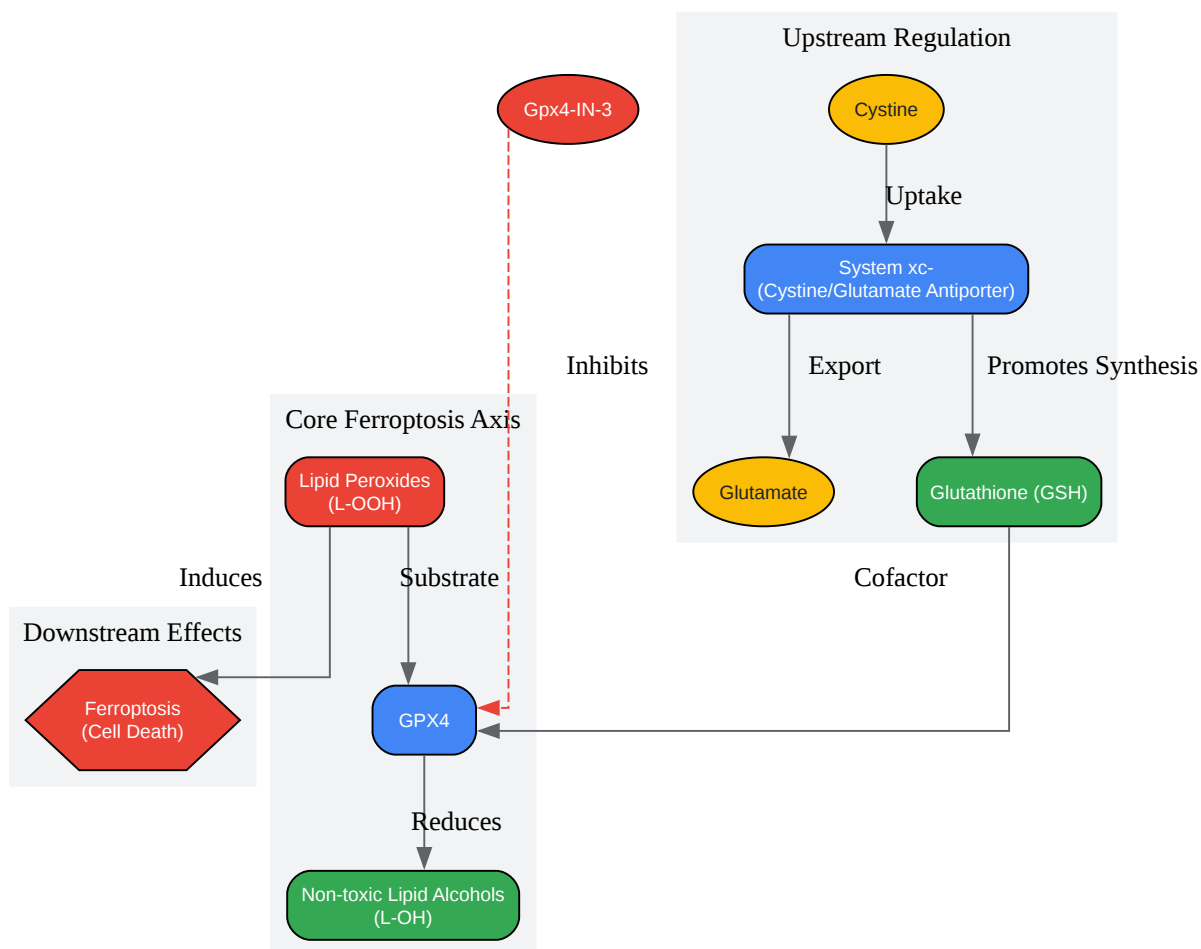 Upstream Regulation
Gpx4-IN-3
Cystine
Uptake
System xc-
(Cystine/Glutamate Antiporter)
Inhibits
Export
Promotes Synthesis
Core Ferroptosis Axis
Lipid Peroxides
(L-OOH)
Glutamate
Glutathione (GSH)
Induces
Substrate
Cofactor
Downstream Effects
Ferroptosis
(Cell Death)
GPX4
Reduces
Non-toxic Lipid Alcohols
(L-OH)